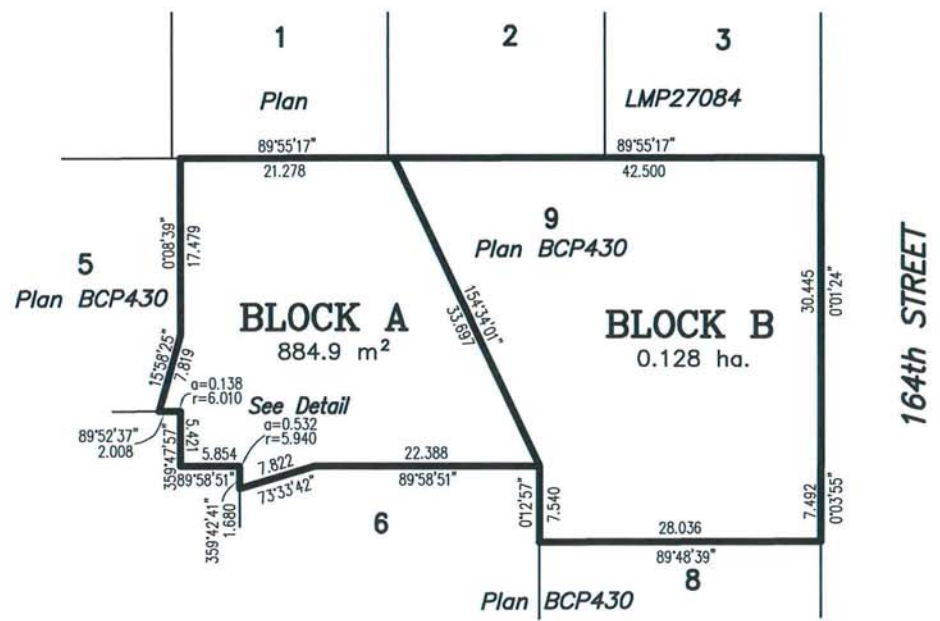 1
2
3
Plan
LMP27084
89°55'17"
89°55'17"
21.278
42.500
0°08'39"
17.479
5
Plan BCP430
9
Plan BCP430
BLOCK A
884.9 m²
BLOCK B
0.128 ha.
154°34'01"
33.697
30.445
0°01'24"
164th STREET
15°58'25"
7.819
a=0.138
r=6.010
See Detail
89°52'37"
2.008
359°47'57"
5.421
a=0.532
r=5.940
5.854
89°58'51"
7.822
73°33'42"
22.388
89°58'51"
359°42'41"
1.680
6
0°12'57"
7.540
7.492
0°03'55"
28.036
89°48'39"
8
Plan BCP430